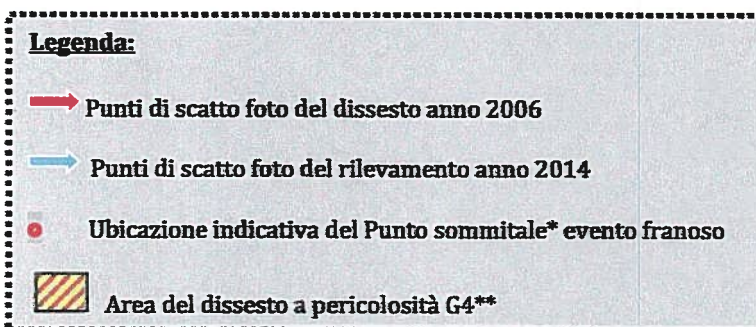 Legenda:
Punti di scatto foto del dissesto anno 2006
Punti di scatto foto del rilevamento anno 2014
Ubicazione indicativa del Punto sommitale* evento franoso
Area del dissesto a pericolosità G4**